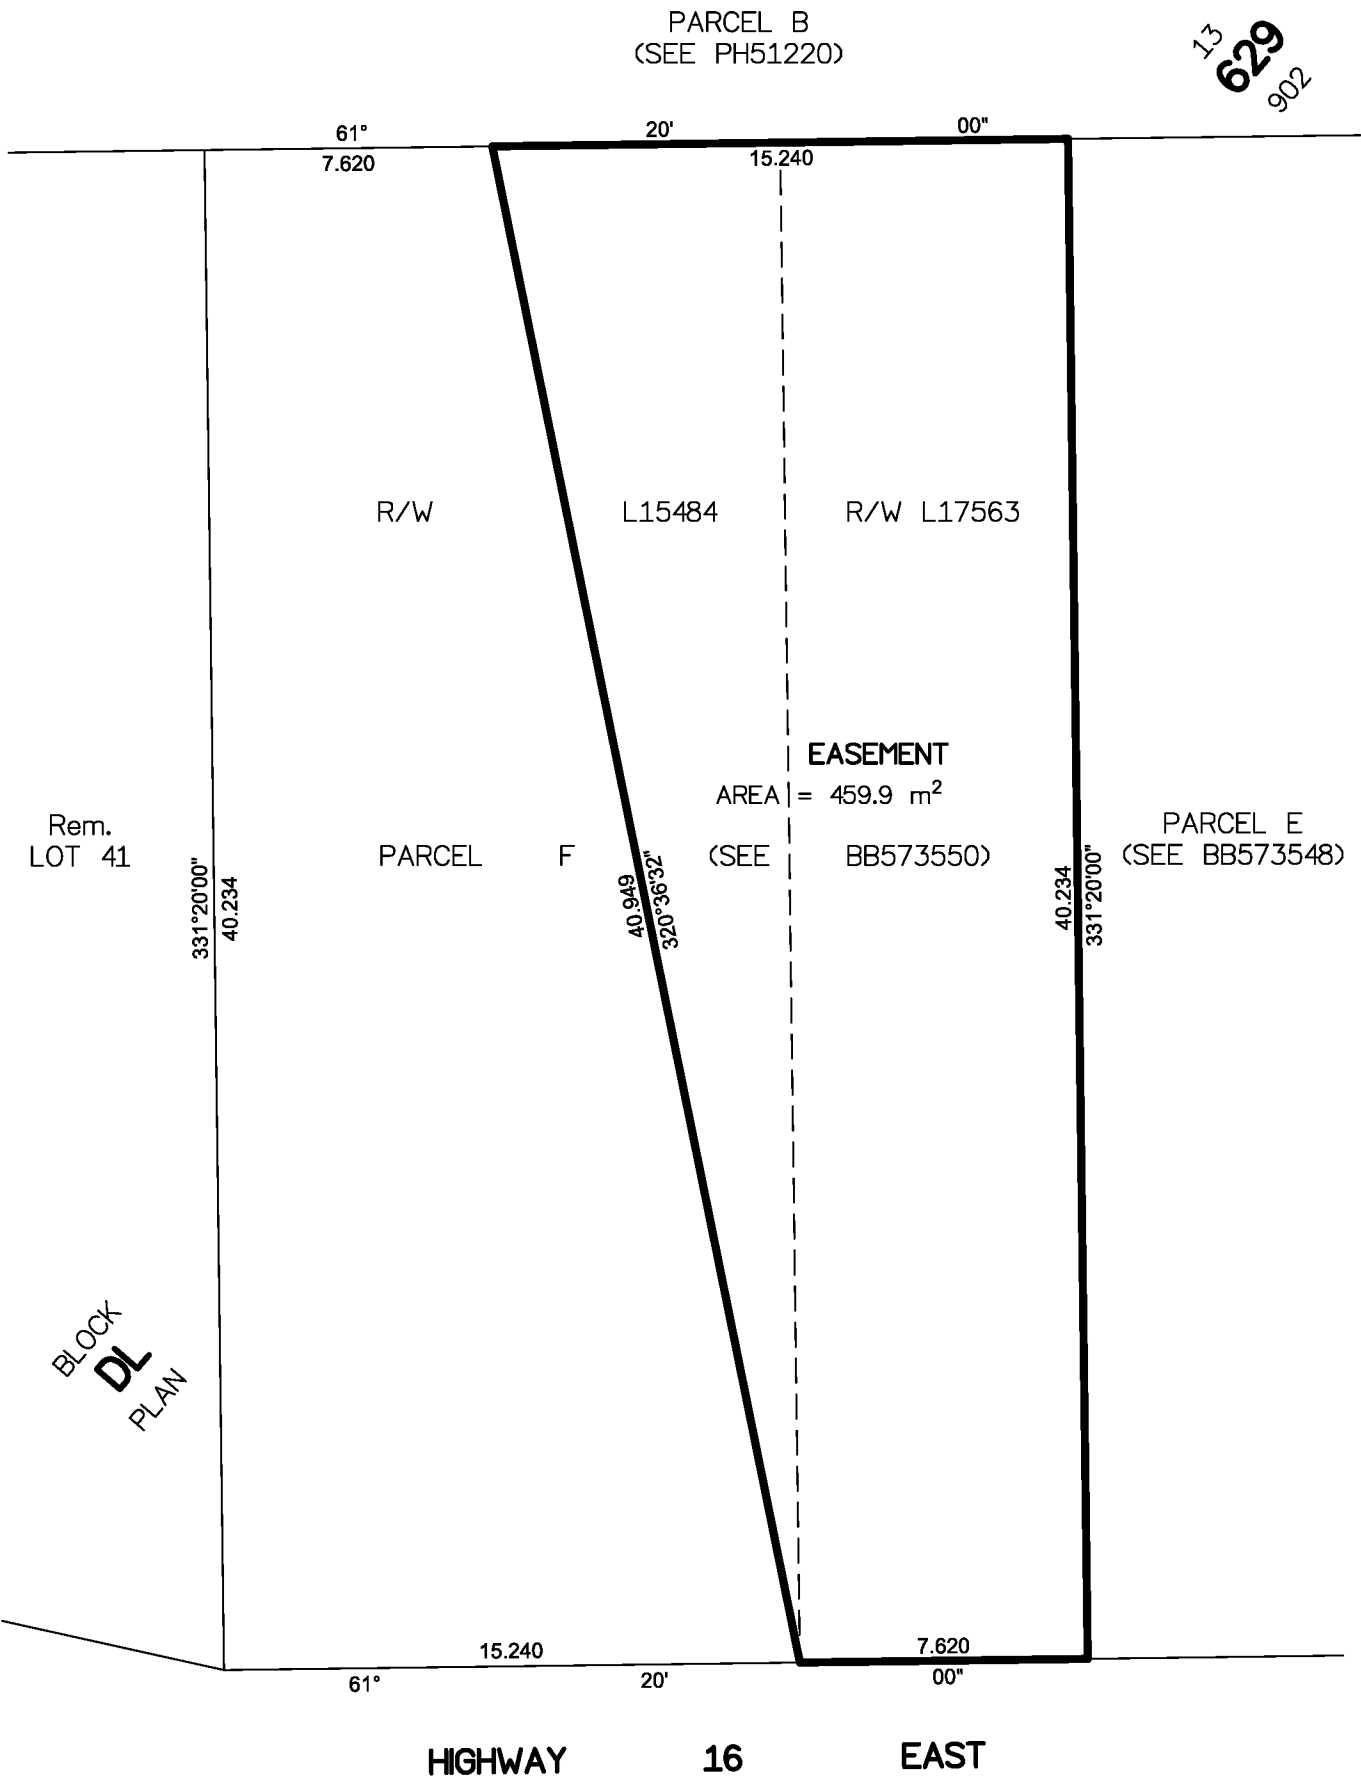 PARCEL B
(SEE PH51220)
13
629
902
61° 20' 00"
7.620 15.240
R/W L15484 R/W L17563
EASEMENT
AREA = 459.9 m²
Rem.
LOT 41
PARCEL F (SEE BB573550)
PARCEL E
(SEE BB573548)
331°20'00"
40.234
40.949
320°36'32"
40.234
331°20'00"
BLOCK
DL
PLAN
15.240 7.620
61° 20' 00"
HIGHWAY 16 EAST